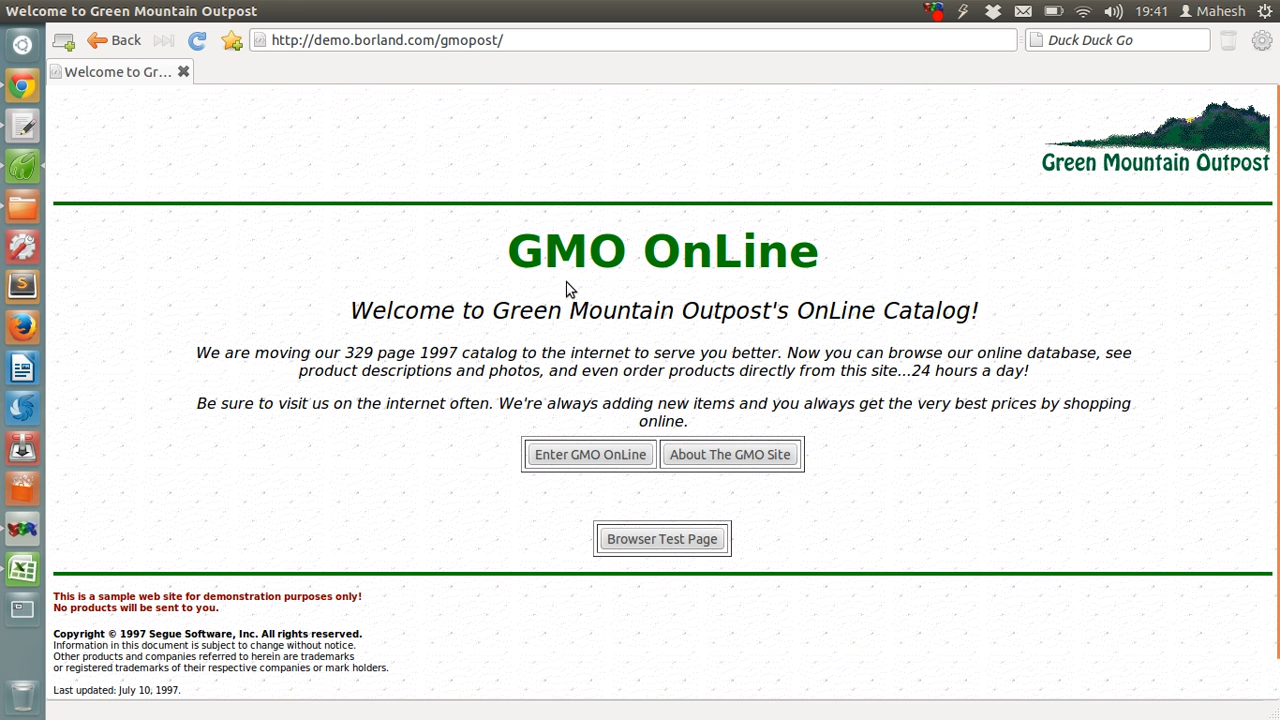 Welcome to Green Mountain Outpost
19:41 Mahesh
Back
http://demo.borland.com/gmopost/
Duck Duck Go
Welcome to Gr...
Green Mountain Outpost
GMO OnLine
Welcome to Green Mountain Outpost's OnLine Catalog!
We are moving our 329 page 1997 catalog to the internet to serve you better. Now you can browse our online database, see
product descriptions and photos, and even order products directly from this site...24 hours a day!
Be sure to visit us on the internet often. We're always adding new items and you always get the very best prices by shopping
online.
Enter GMO OnLine About The GMO Site
Browser Test Page
This is a sample web site for demonstration purposes only!
No products will be sent to you.
Copyright © 1997 Segue Software, Inc. All rights reserved.
Information in this document is subject to change without notice.
Other products and companies referred to herein are trademarks
or registered trademarks of their respective companies or mark holders.
Last updated: July 10, 1997.